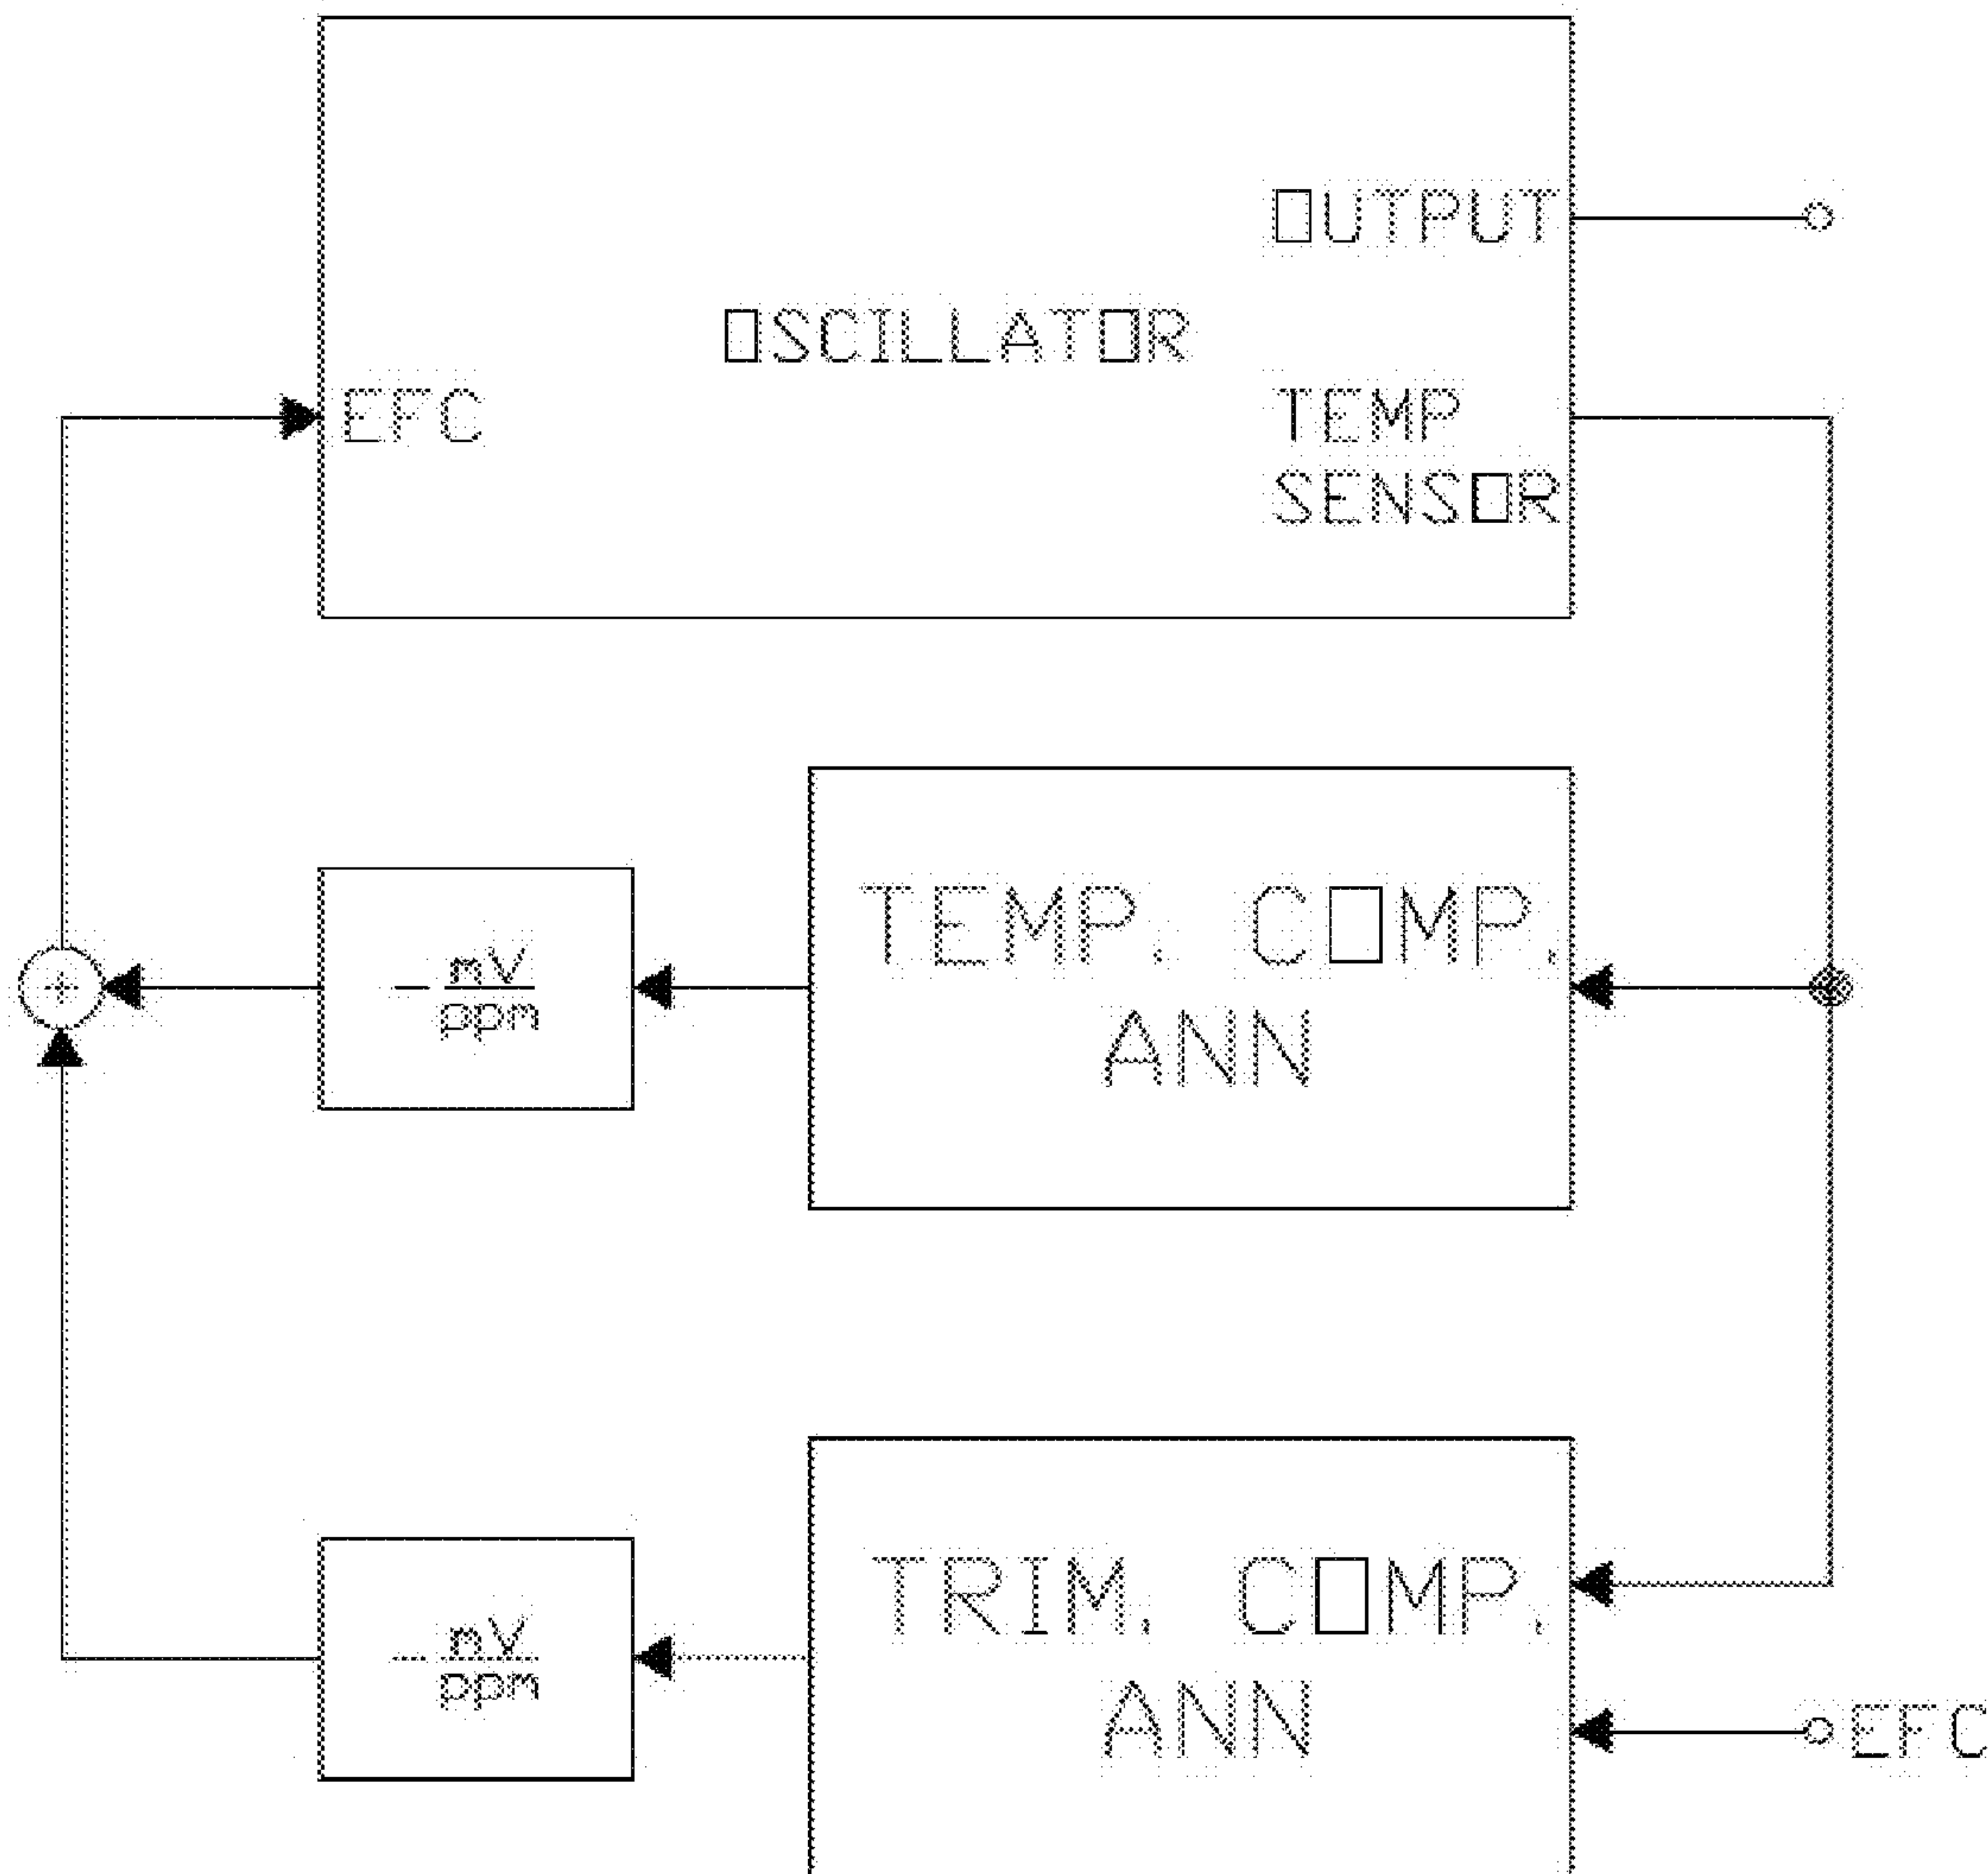 OUTPUT
OSCILLATOR
EFC
TEMP
SENSOR
+
- mV
ppm
TEMP. COMP.
ANN
- mV
ppm
TRIM. COMP.
ANN
EFC